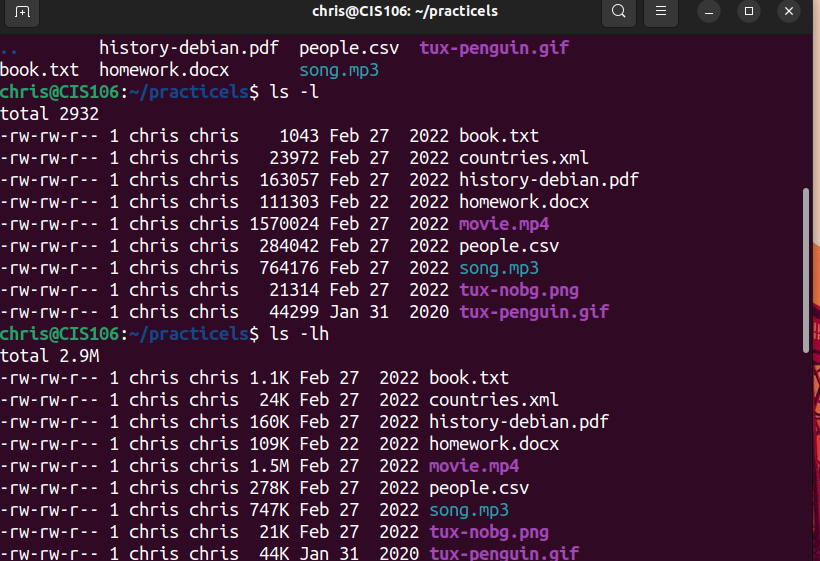 chris@CIS106: ~/practicels
.. history-debian.pdf people.csv tux-penguin.gif
book.txt homework.docx song.mp3
chris@CIS106:~/practicels$ ls -l
total 2932
-rw-rw-r-- 1 chris chris    1043 Feb 27  2022 book.txt
-rw-rw-r-- 1 chris chris   23972 Feb 27  2022 countries.xml
-rw-rw-r-- 1 chris chris  163057 Feb 27  2022 history-debian.pdf
-rw-rw-r-- 1 chris chris  111303 Feb 22  2022 homework.docx
-rw-rw-r-- 1 chris chris 1570024 Feb 27  2022 movie.mp4
-rw-rw-r-- 1 chris chris  284042 Feb 27  2022 people.csv
-rw-rw-r-- 1 chris chris  764176 Feb 27  2022 song.mp3
-rw-rw-r-- 1 chris chris   21314 Feb 27  2022 tux-nobg.png
-rw-rw-r-- 1 chris chris   44299 Jan 31  2020 tux-penguin.gif
chris@CIS106:~/practicels$ ls -lh
total 2.9M
-rw-rw-r-- 1 chris chris 1.1K Feb 27  2022 book.txt
-rw-rw-r-- 1 chris chris  24K Feb 27  2022 countries.xml
-rw-rw-r-- 1 chris chris 160K Feb 27  2022 history-debian.pdf
-rw-rw-r-- 1 chris chris 109K Feb 22  2022 homework.docx
-rw-rw-r-- 1 chris chris 1.5M Feb 27  2022 movie.mp4
-rw-rw-r-- 1 chris chris 278K Feb 27  2022 people.csv
-rw-rw-r-- 1 chris chris 747K Feb 27  2022 song.mp3
-rw-rw-r-- 1 chris chris  21K Feb 27  2022 tux-nobg.png
-rw-rw-r-- 1 chris chris  44K Jan 31  2020 tux-penguin.gif